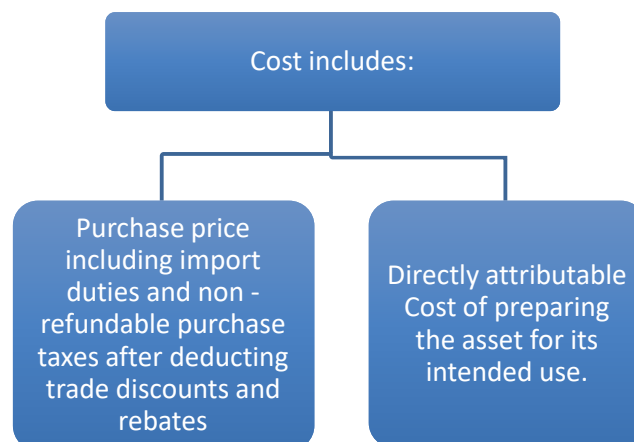 Cost includes:
Purchase price
including import
duties and non -
refundable purchase
taxes after deducting
trade discounts and
rebates
Directly attributable
Cost of preparing
the asset for its
intended use.